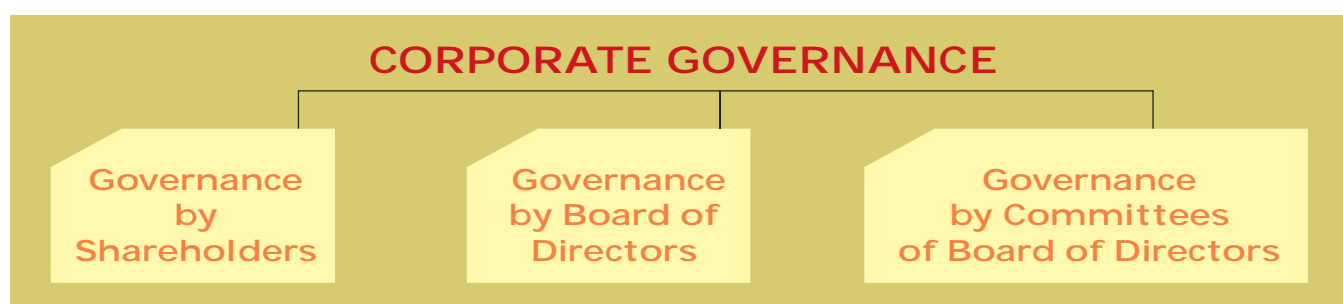 CORPORATE GOVERNANCE
Governance
by
Shareholders
Governance
by Board of
Directors
Governance
by Committees
of Board of Directors